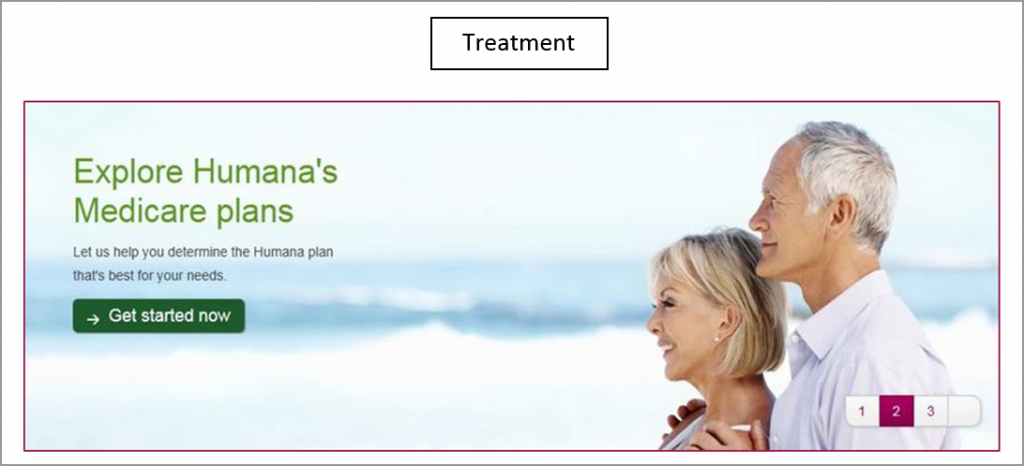 Treatment
Explore Humana's
Medicare plans
Let us help you determine the Humana plan
that's best for your needs.
→ Get started now
1 2 3